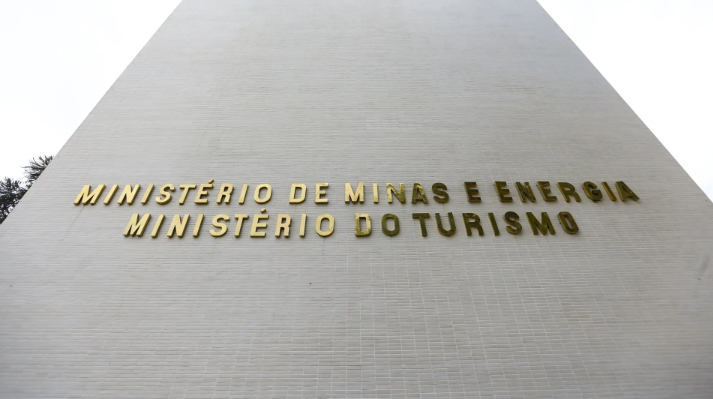 MINISTÉRIO DE MINAS E ENERGIA
MINISTÉRIO DO TURISMO